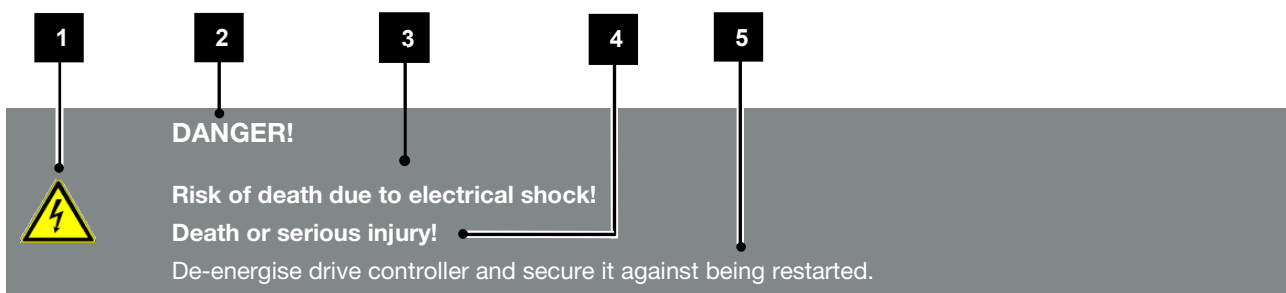 1 2 3 4 5
DANGER!
Risk of death due to electrical shock!
Death or serious injury!
De-energise drive controller and secure it against being restarted.